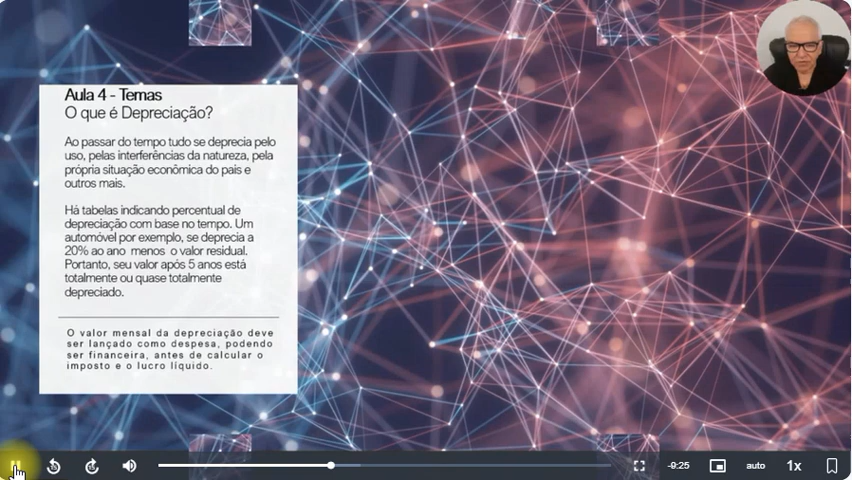 Aula 4 - Temas
O que é Depreciação?
Ao passar do tempo tudo se deprecia pelo
uso, pelas interferências da natureza, pela
própria situação econômica do pais e
outros mais.
Há tabelas indicando percentual de
depreciação com base no tempo. Um
automóvel por exemplo, se deprecia a
20% ao ano menos o valor residual.
Portanto, seu valor após 5 anos está
totalmente ou quase totalmente
depreciado.
O valor mensal da depreciação deve
ser lançado como despesa, podendo
ser financeira, antes de calcular o
imposto e o lucro líquido.
-9:25
auto
1x